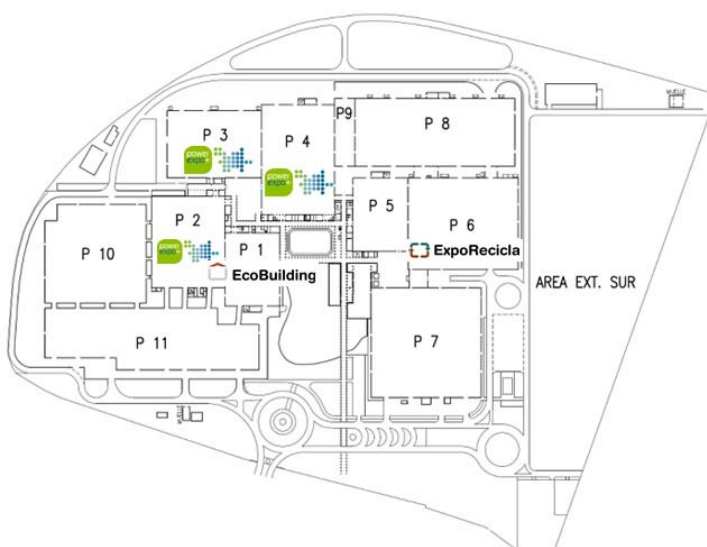 P 3
P 4
P9
P 8
power
expo+
power
expo+
P 5
P 6
P 2
P 1
P 10
power
expo+
EcoBuilding
ExpoRecicla
AREA EXT. SUR
P 11
P 7